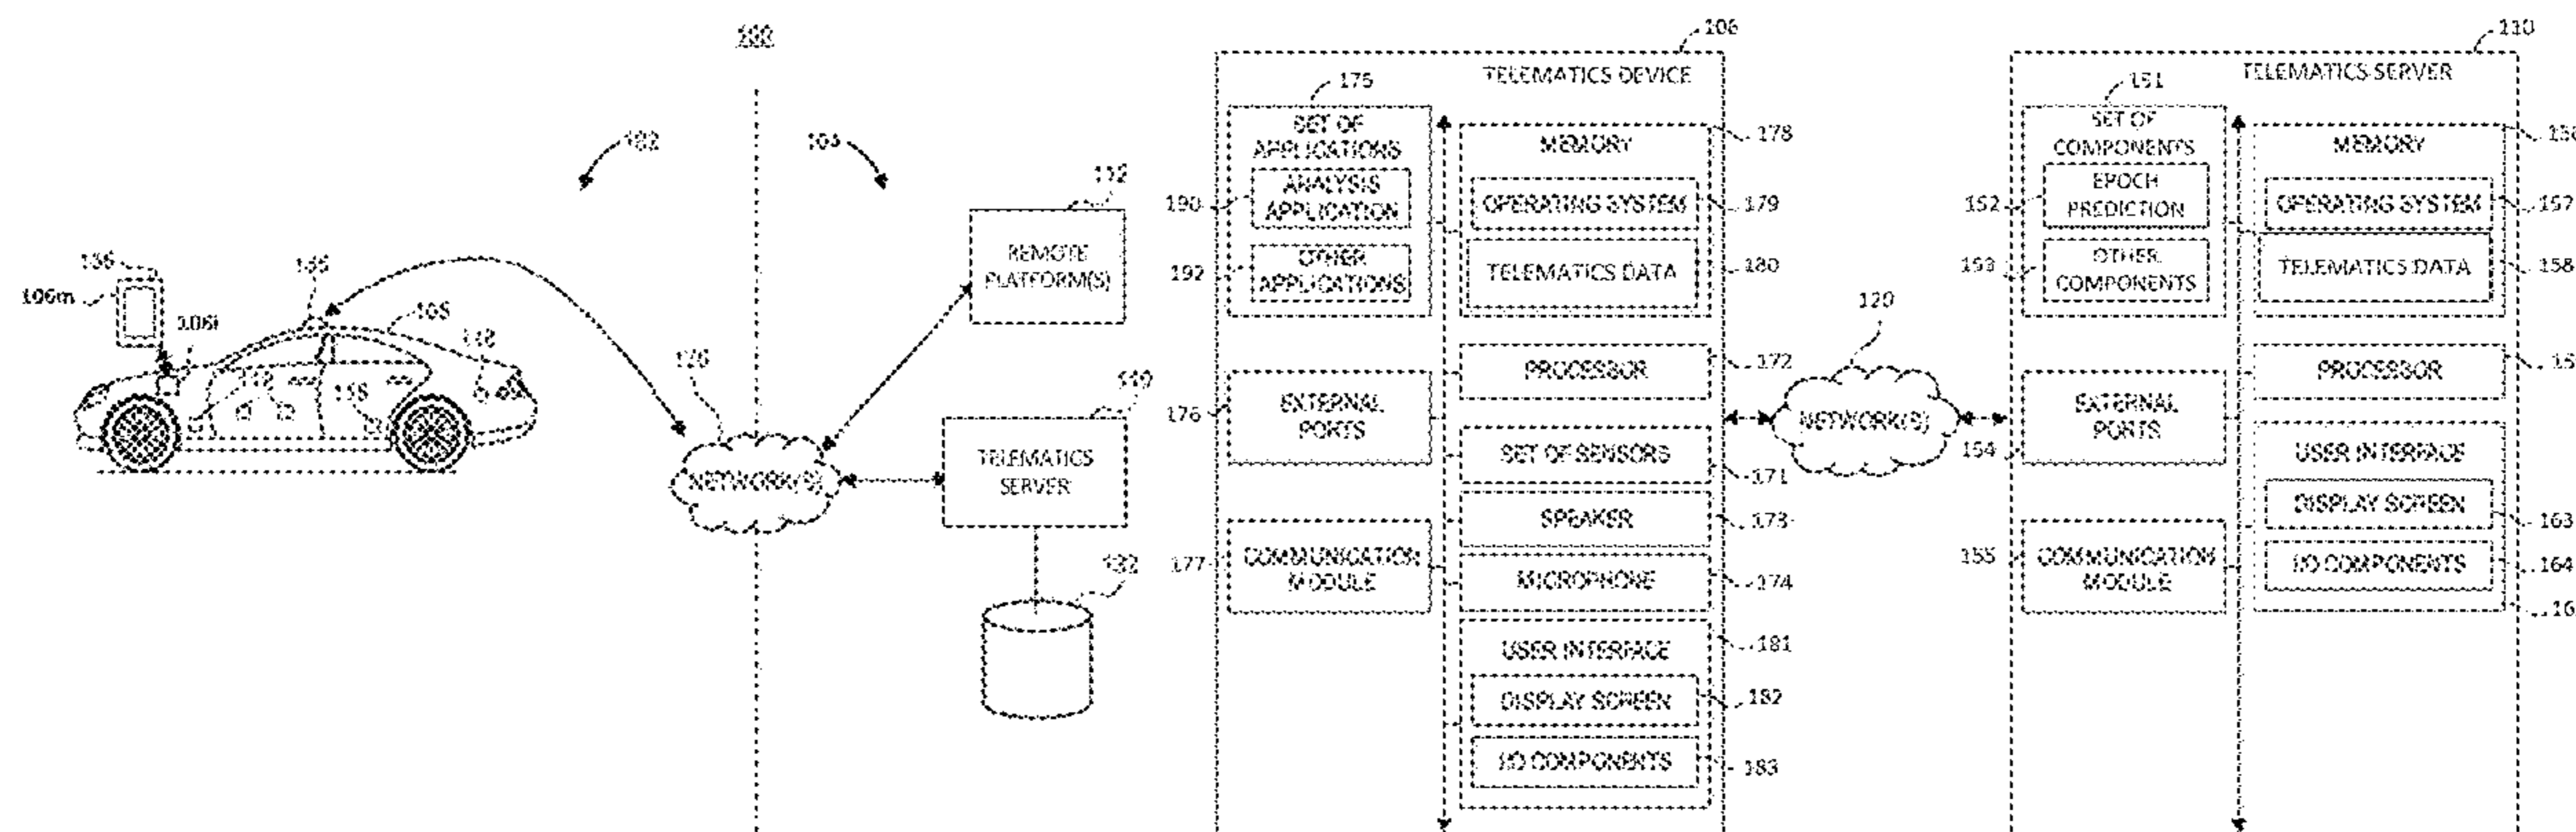 100
102
112
REMOTE
PLATFORM(S)
106m
TELEMATICS
SERVER
NETWORK(S)
106
TELEMATICS DEVICE
175
SET OF
APPLICATIONS
190
ANALYSIS
APPLICATION
192
OTHER
APPLICATIONS
178
MEMORY
OPERATING SYSTEM
179
TELEMATICS DATA
180
172
PROCESSOR
176
EXTERNAL
PORTS
SET OF SENSORS
171
SPEAKER
173
177
COMMUNICATION
MODULE
MICROPHONE
174
181
USER INTERFACE
DISPLAY SCREEN
182
I/O COMPONENTS
183
120
NETWORK(S)
110
TELEMATICS SERVER
151
SET OF
COMPONENTS
152
EPOCH
PREDICTION
153
OTHER
COMPONENTS
MEMORY
OPERATING SYSTEM
157
TELEMATICS DATA
158
PROCESSOR
154
EXTERNAL
PORTS
USER INTERFACE
DISPLAY SCREEN
163
155
COMMUNICATION
MODULE
I/O COMPONENTS
164